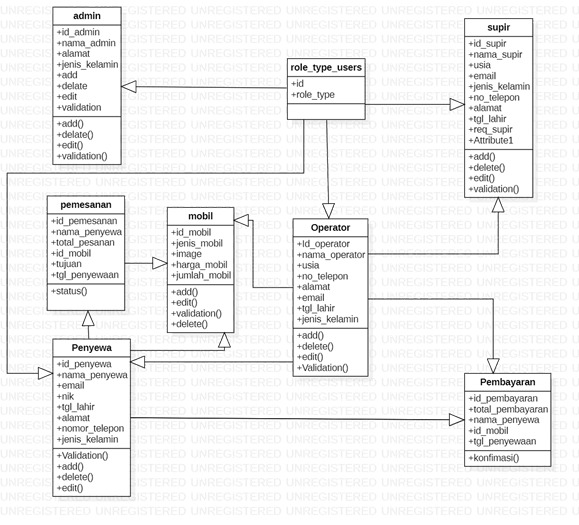 admin
+id_admin
+nama_admin
+alamat
+jenis_kelamin
+add
+delate
+edit
+validation
+add()
+delate()
+edit()
+validation()
role_type_users
+id
+role_type
supir
+id_supir
+nama_supir
+usia
+email
+jenis_kelamin
+no_telepon
+alamat
+tgl_lahir
+req_supir
+Attribute1
+add()
+delete()
+edit()
+validation()
pemesanan
+id_pemesanan
+nama_penyewa
+total_pesanan
+id_mobil
+tujuan
+tgl_penyewaan
+status()
mobil
+id_mobil
+jenis_mobil
+image
+harga_mobil
+jumlah_mobil
+add()
+edit()
+validation()
+delete()
Operator
+Id_operator
+nama_operator
+usia
+no_telepon
+alamat
+email
+tgl_lahir
+jenis_kelamin
+add()
+delete()
+edit()
+Validation()
Penyewa
+id_penyewa
+nama_penyewa
+email
+nik
+tgl_lahir
+alamat
+nomor_telepon
+jenis_kelamin
+Validation()
+add()
+delete()
+edit()
Pembayaran
+id_pembayaran
+total_pembayaran
+nama_penyewa
+id_mobil
+tgl_penyewaan
+konfimasi()
UNREGISTERED